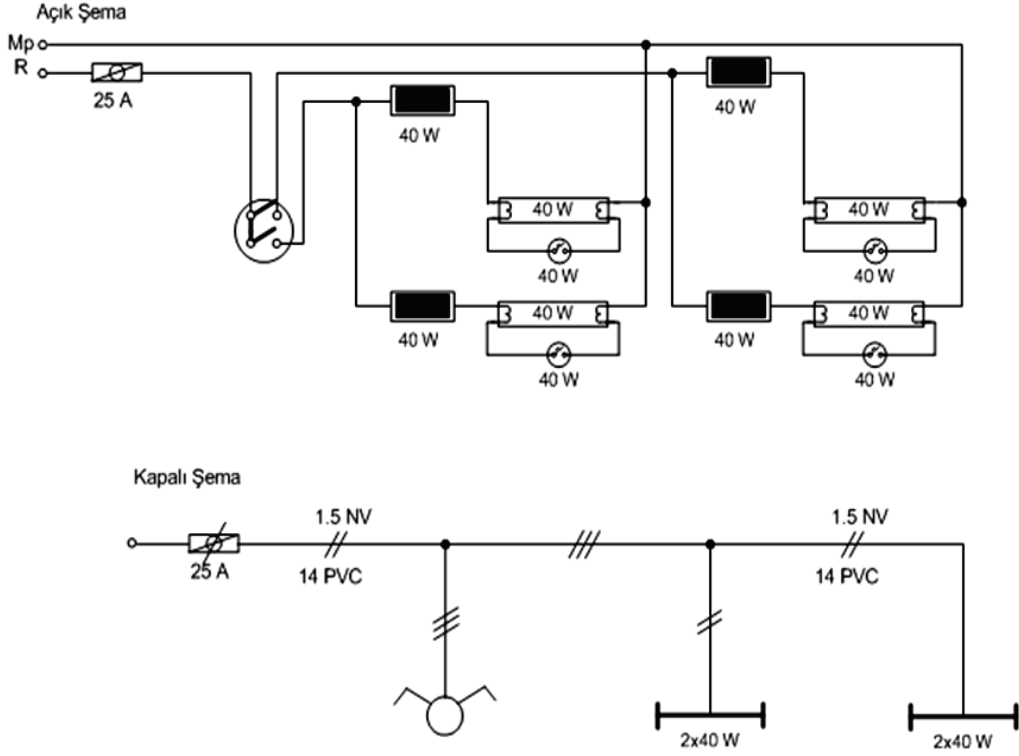 Açık Şema
Mp
R
25 A
40 W
40 W
40 W
40 W
40 W
40 W
40 W
40 W
40 W
40 W
40 W
40 W
Kapalı Şema
1.5 NV
1.5 NV
25 A
14 PVC
14 PVC
2x40 W
2x40 W